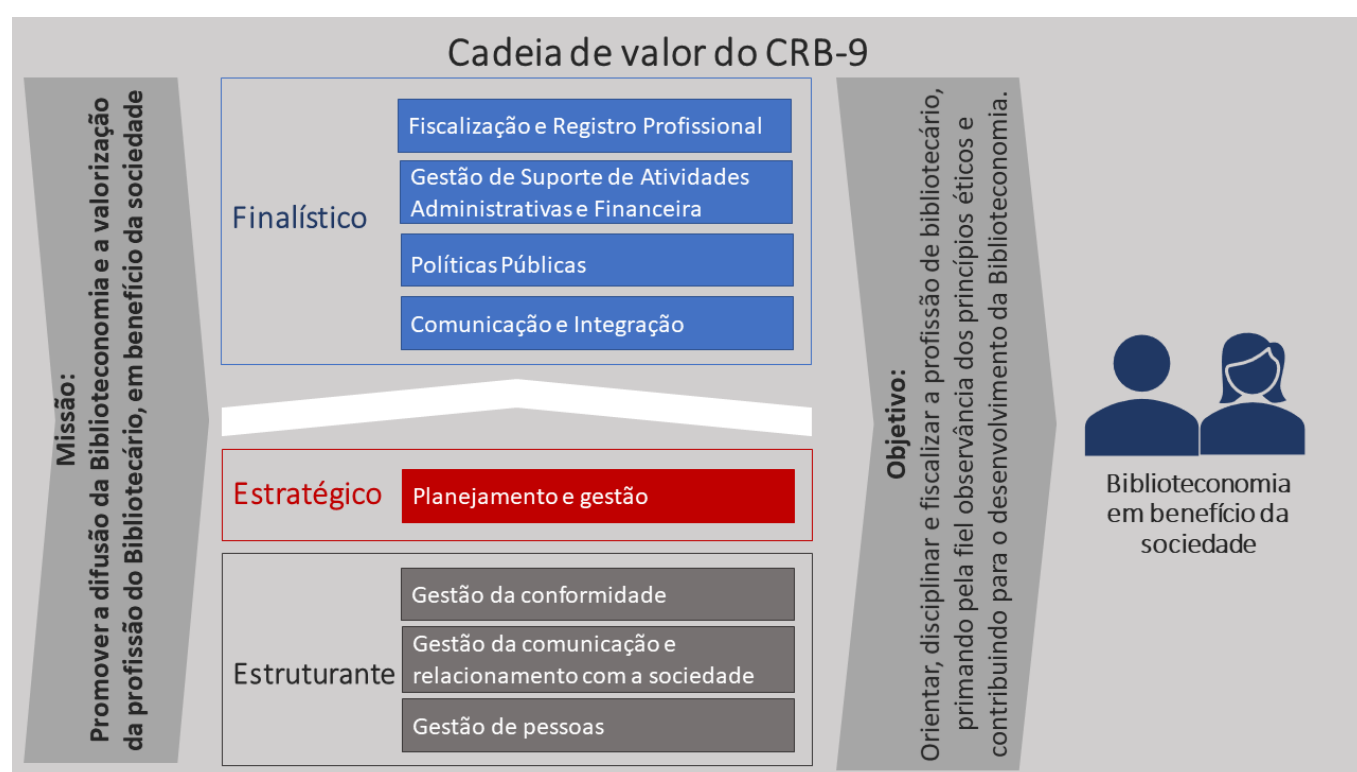 Cadeia de valor do CRB-9
Missão:
Promover a difusão da Biblioteconomia e a valorização
da profissão do Bibliotecário, em benefício da sociedade
Finalístico
Fiscalização e Registro Profissional
Gestão de Suporte de Atividades
Administrativas e Financeira
Políticas Públicas
Comunicação e Integração
Estratégico
Planejamento e gestão
Estruturante
Gestão da conformidade
Gestão da comunicação e
relacionamento com a sociedade
Gestão de pessoas
Objetivo:
Orientar, disciplinar e fiscalizar a profissão de bibliotecário,
primando pela fiel observância dos princípios éticos e
contribuindo para o desenvolvimento da Biblioteconomia.
Biblioteconomia
em benefício da
sociedade